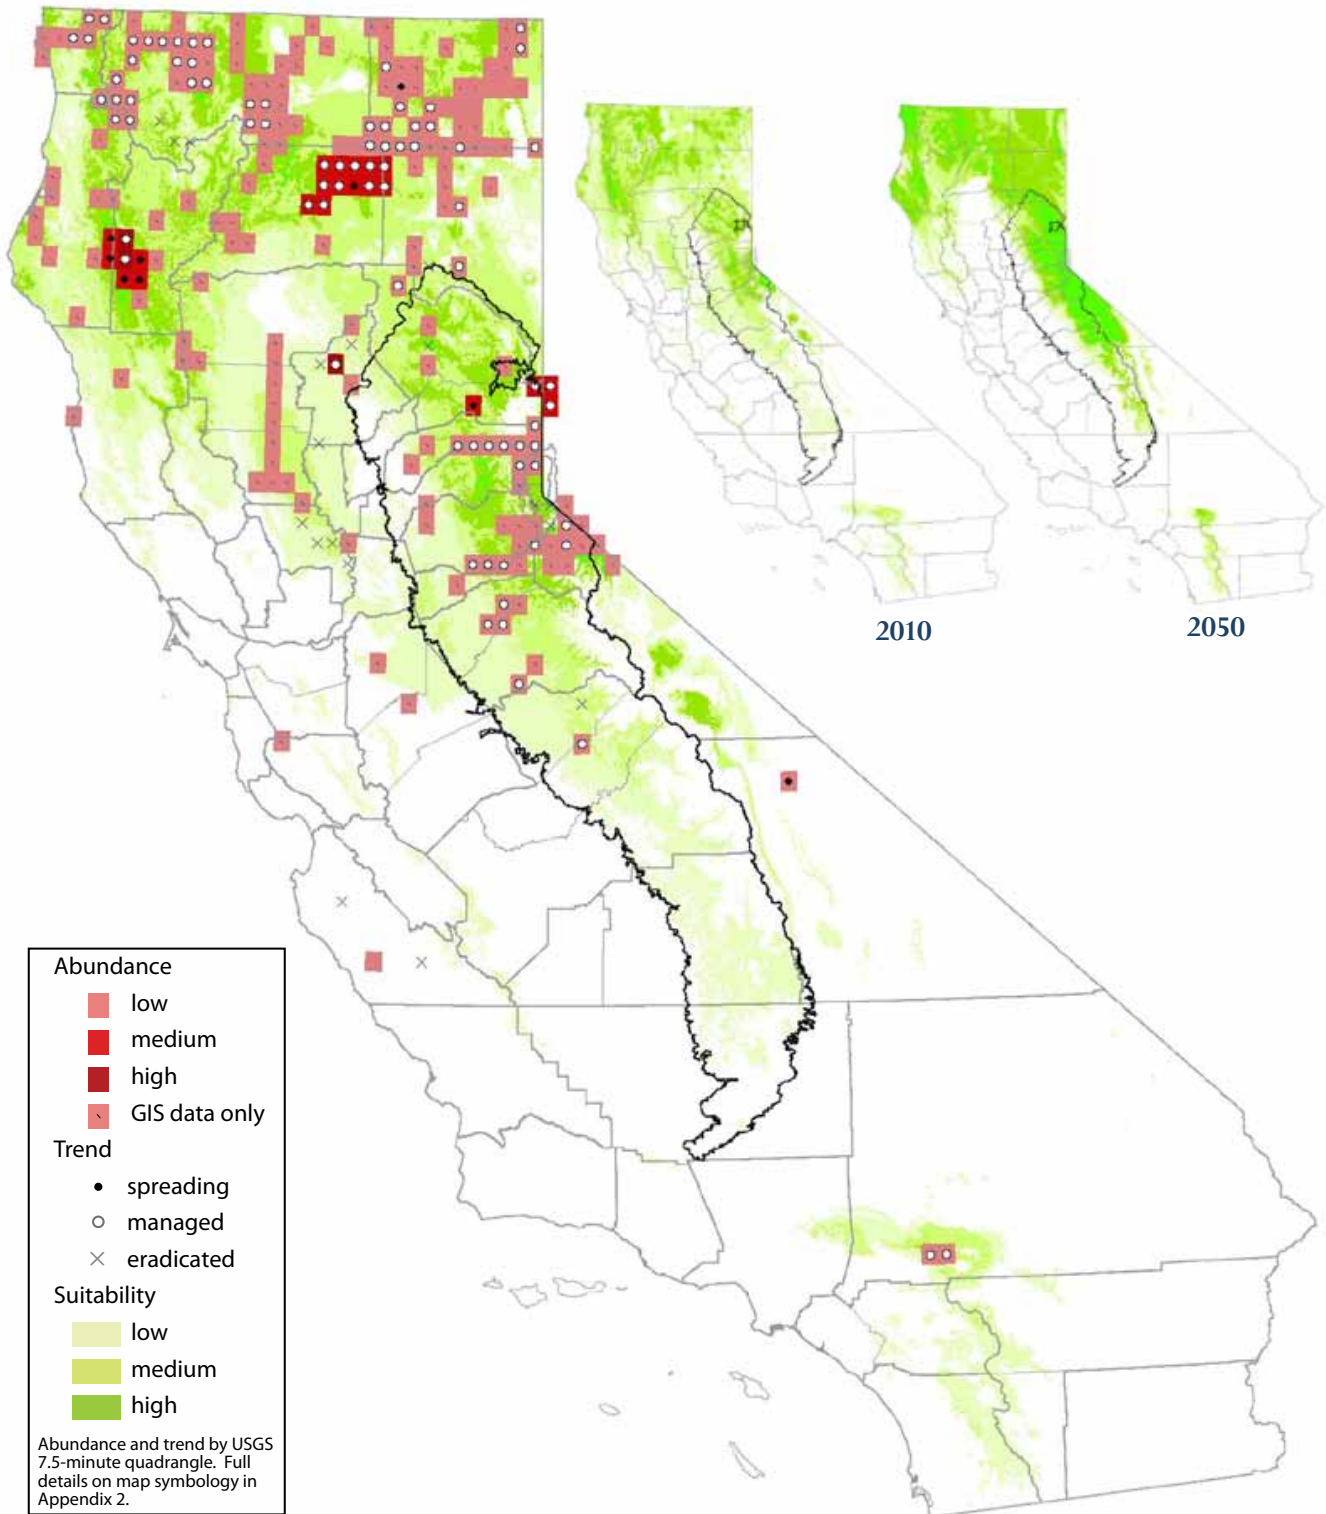 2010
2050
Abundance
low
medium
high
GIS data only
Trend
spreading
managed
eradicated
Suitability
low
medium
high
Abundance and trend by USGS
7.5-minute quadrangle. Full
details on map symbology in
Appendix 2.